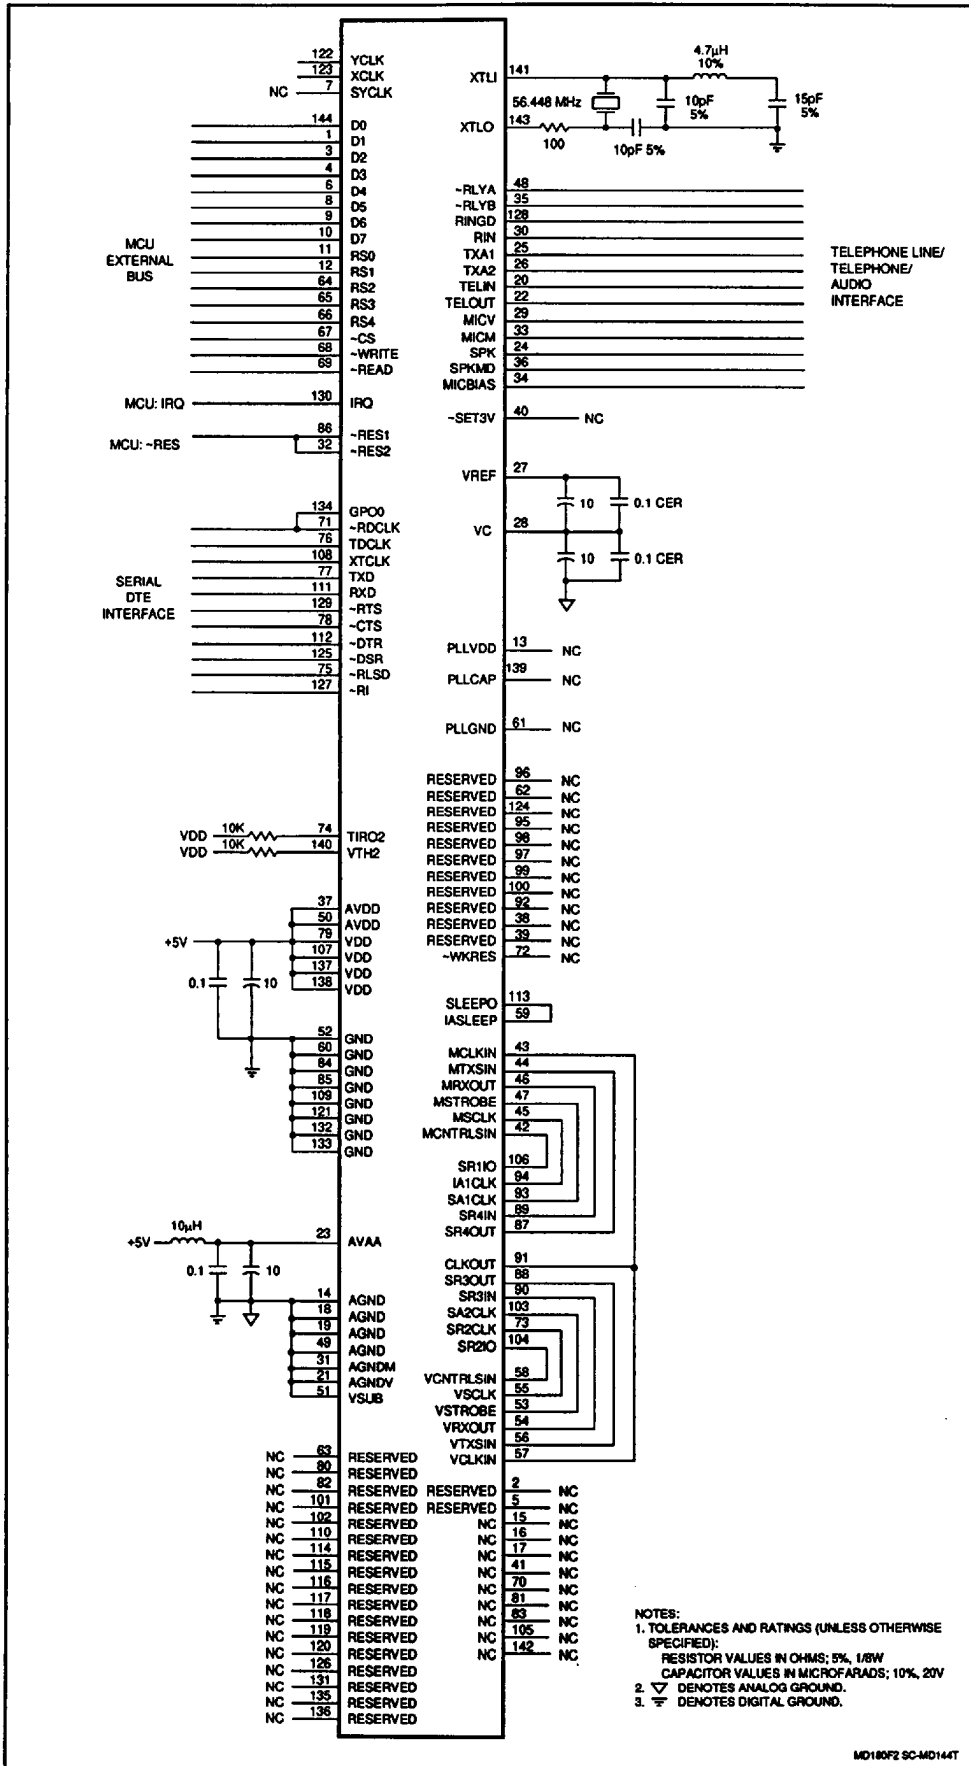 122 YCLK
123 XCLK
NC 7 SYCLK
144 D0
1 D1
3 D2
4 D3
6 D4
8 D5
9 D6
10 D7
11 RS0
12 RS1
64 RS2
65 RS3
66 RS4
67 ~CS
68 ~WRITE
69 ~READ
MCU
EXTERNAL
BUS
MCU: IRQ 130 IRQ
86 ~RES1
MCU: ~RES 32 ~RES2
134 GPO0
71 ~RDCLK
76 TDCLK
108 XTCLK
77 TXD
111 RXD
129 ~RTS
78 ~CTS
112 ~DTR
125 ~DSR
75 ~RLSD
127 ~RI
SERIAL
DTE
INTERFACE
VDD 10K 74 TIRO2
VDD 10K 140 VTH2
37 AVDD
50 AVDD
+5V 79 VDD
107 VDD
137 VDD
138 VDD
0.1 10
52 GND
60 GND
84 GND
85 GND
109 GND
121 GND
132 GND
133 GND
10µH
+5V 23 AVAA
0.1 10
14 AGND
18 AGND
19 AGND
49 AGND
31 AGNDM
21 AGNDV
51 VSUB
NC 63 RESERVED
NC 80 RESERVED
NC 82 RESERVED
NC 101 RESERVED
NC 102 RESERVED
NC 110 RESERVED
NC 114 RESERVED
NC 115 RESERVED
NC 116 RESERVED
NC 117 RESERVED
NC 118 RESERVED
NC 119 RESERVED
NC 120 RESERVED
NC 126 RESERVED
NC 131 RESERVED
NC 135 RESERVED
NC 136 RESERVED
XTLI 141
4.7µH
10%
56.448 MHz
10pF
5%
15pF
5%
XTLO 143
100
10pF 5%
~RLYA 48
~RLYB 35
RINGD 128
RIN 30
TXA1 25
TXA2 26
TELIN 20
TELOUT 22
MICV 29
MICM 33
SPK 24
SPKMD 36
MICBIAS 34
TELEPHONE LINE/
TELEPHONE/
AUDIO
INTERFACE
~SET3V 40 NC
VREF 27
10 0.1 CER
VC 28
10 0.1 CER
PLLVDD 13 NC
PLLCAP 139 NC
PLLGND 61 NC
RESERVED 96 NC
RESERVED 62 NC
RESERVED 124 NC
RESERVED 95 NC
RESERVED 98 NC
RESERVED 97 NC
RESERVED 99 NC
RESERVED 100 NC
RESERVED 92 NC
RESERVED 38 NC
RESERVED 39 NC
~WKRES 72 NC
SLEEPO 113
IASLEEP 59
MCLKIN 43
MTXSIN 44
MRXOUT 46
MSTROBE 47
MSCLK 45
MCNTRLSIN 42
SR1IO 106
IA1CLK 94
SA1CLK 93
SR4IN 89
SR4OUT 87
CLKOUT 91
SR3OUT 88
SR3IN 90
SA2CLK 103
SR2CLK 73
SR2IO 104
VCNTRLSIN 58
VSCLK 55
VSTROBE 53
VRXOUT 54
VTXSIN 56
VCLKIN 57
RESERVED 2 NC
RESERVED 5 NC
NC 15 NC
NC 16 NC
NC 17 NC
NC 41 NC
NC 70 NC
NC 81 NC
NC 83 NC
NC 105 NC
NC 142 NC
NOTES:
1. TOLERANCES AND RATINGS (UNLESS OTHERWISE
SPECIFIED):
RESISTOR VALUES IN OHMS; 5%, 1/8W
CAPACITOR VALUES IN MICROFARADS; 10%, 20V
2. DENOTES ANALOG GROUND.
3. DENOTES DIGITAL GROUND.
MD180F2 SC-MD144T